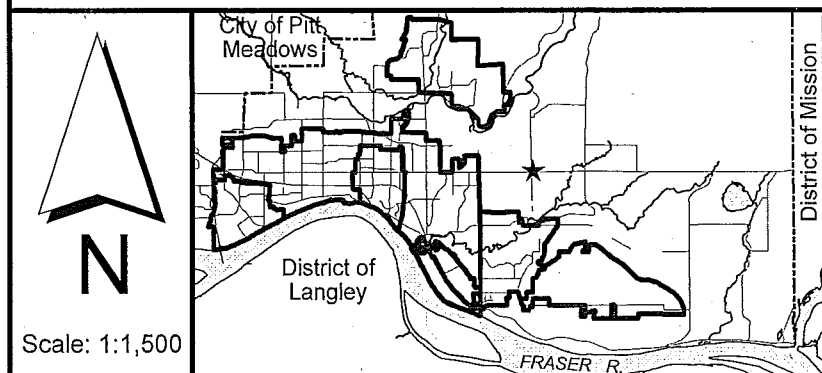 City of Pitt
Meadows
District of Mission
District of
Langley
N
Scale: 1:1,500
FRASER R.